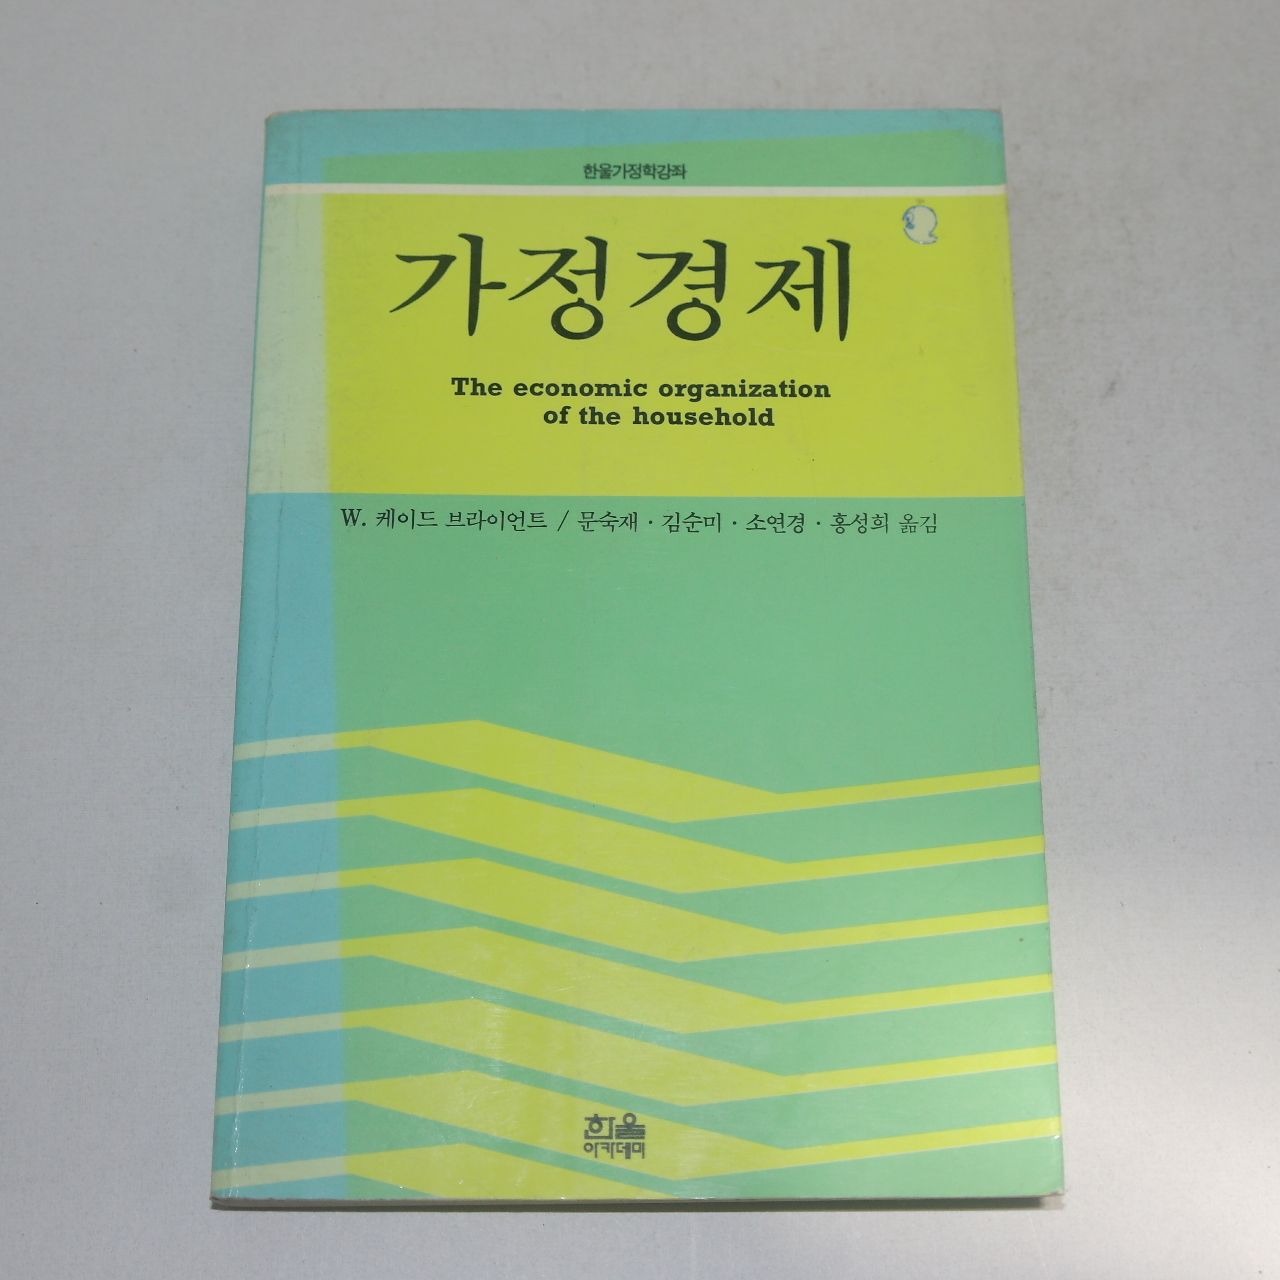 한울가정학강좌
가정경제
The economic organization
of the household
W. 케이드 브라이언트 / 문숙재 · 김순미 · 소연경 · 홍성희 옮김
한울
아카데미